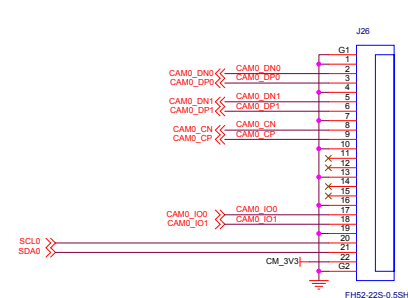 J26
G1
1
CAM0_DN0 CAM0_DN0 2
CAM0_DP0 CAM0_DP0 3
4
CAM0_DN1 CAM0_DN1 5
CAM0_DP1 CAM0_DP1 6
7
CAM0_CN CAM0_CN 8
CAM0_CP CAM0_CP 9
10
11
12
13
14
15
16
CAM0_IO0 CAM0_IO0 17
CAM0_IO1 CAM0_IO1 18
19
SCL0 20
SDA0 21
CM_3V3 22
G2
FH52-22S-0.5SH